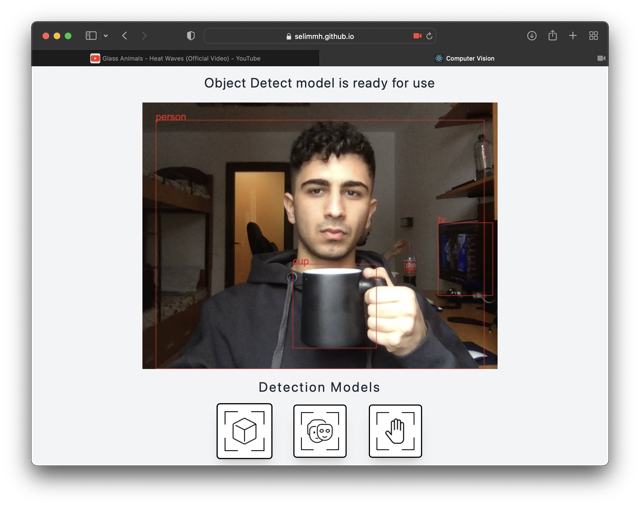 selimmh.github.io
Glass Animals - Heat Waves (Official Video) - YouTube
Computer Vision
Object Detect model is ready for use
person
tv
cup
Detection Models